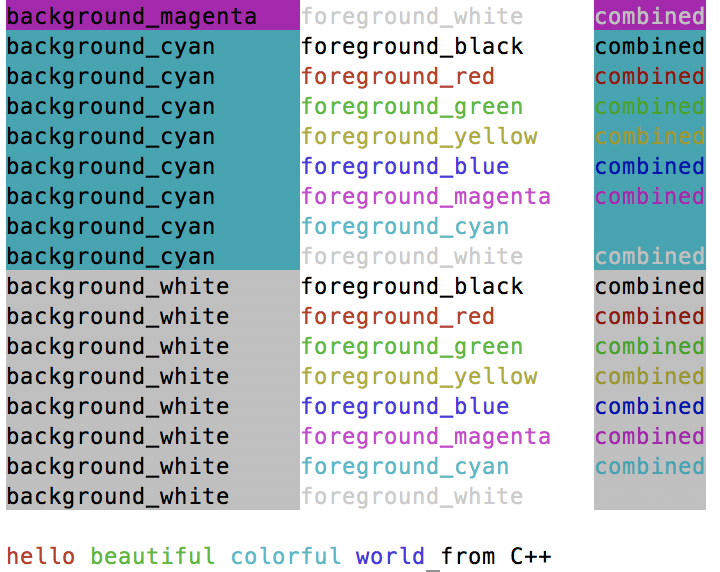 background_magenta foreground_white combined
background_cyan foreground_black combined
background_cyan foreground_red combined
background_cyan foreground_green combined
background_cyan foreground_yellow combined
background_cyan foreground_blue combined
background_cyan foreground_magenta combined
background_cyan foreground_cyan
background_cyan foreground_white combined
background_white foreground_black combined
background_white foreground_red combined
background_white foreground_green combined
background_white foreground_yellow combined
background_white foreground_blue combined
background_white foreground_magenta combined
background_white foreground_cyan combined
background_white foreground_white
hello beautiful colorful world from C++